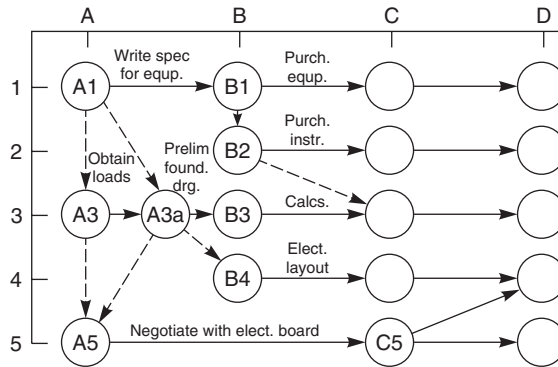 A B C D
Write spec
for equp.
Purch.
equp.
1 A1 B1
Purch.
instr.
2 B2
Obtain
loads
Prelim
found.
drg.
3 A3 A3a B3 Calcs.
Elect.
layout
4 B4
Negotiate with elect. board
5 A5 C5